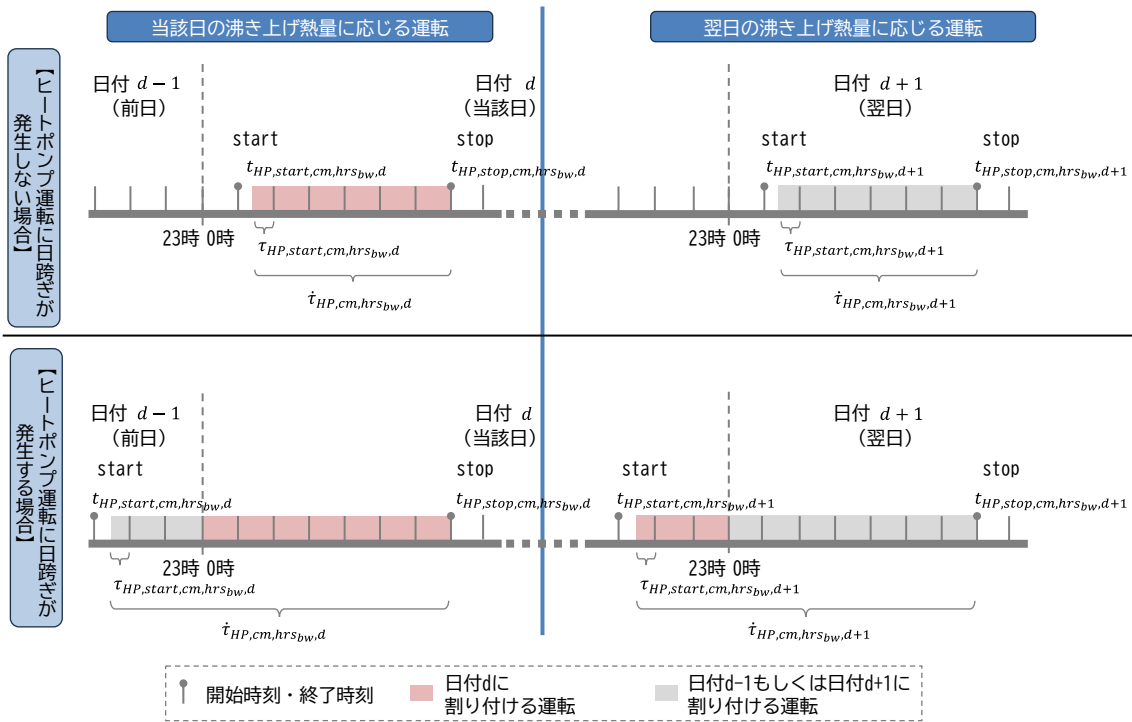 当該日の沸き上げ熱量に応じる運転
翌日の沸き上げ熱量に応じる運転
【ヒートポンプ運転に日跨ぎが
発生しない場合】
日付 d − 1
（前日）
日付 d
（当該日）
日付 d + 1
（翌日）
start
stop
start
stop
t_{HP,start,cm,hrs_{bw},d}
t_{HP,stop,cm,hrs_{bw},d}
t_{HP,start,cm,hrs_{bw},d+1}
t_{HP,stop,cm,hrs_{bw},d+1}
23時 0時
23時 0時
τ_{HP,start,cm,hrs_{bw},d}
τ_{HP,start,cm,hrs_{bw},d+1}
τ̇_{HP,cm,hrs_{bw},d}
τ̇_{HP,cm,hrs_{bw},d+1}
【ヒートポンプ運転に日跨ぎが
発生する場合】
日付 d − 1
（前日）
日付 d
（当該日）
日付 d + 1
（翌日）
start
stop
start
stop
t_{HP,start,cm,hrs_{bw},d}
t_{HP,stop,cm,hrs_{bw},d}
t_{HP,start,cm,hrs_{bw},d+1}
t_{HP,stop,cm,hrs_{bw},d+1}
23時 0時
23時 0時
τ_{HP,start,cm,hrs_{bw},d}
τ_{HP,start,cm,hrs_{bw},d+1}
τ̇_{HP,cm,hrs_{bw},d}
τ̇_{HP,cm,hrs_{bw},d+1}
開始時刻・終了時刻
日付dに
割り付ける運転
日付d-1もしくは日付d+1に
割り付ける運転